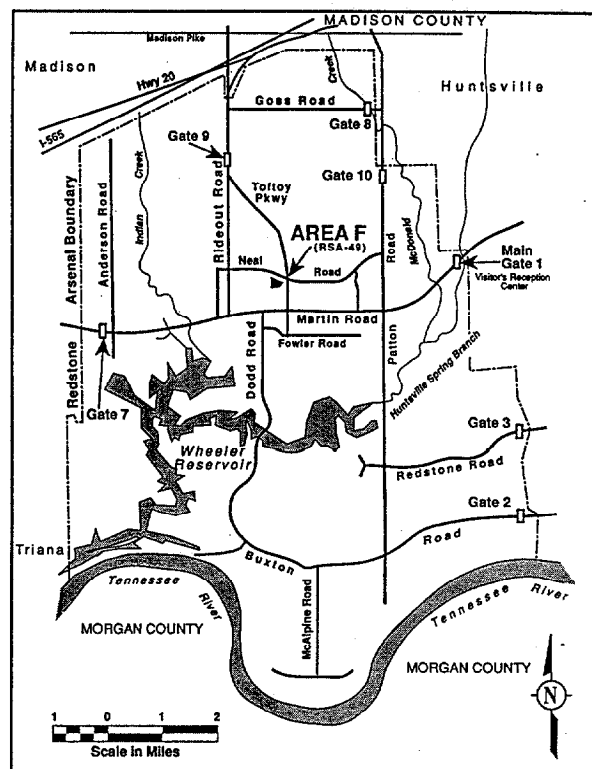 MADISON COUNTY
Madison Pike
Madison
Hwy 20
I-565
Creek
Huntsville
Goss Road
Gate 8
Gate 9
Gate 10
Toftoy
Pkwy
Indian Creek
Rideout Road
Anderson Road
Redstone Arsenal Boundary
AREA F
(RSA-49)
Neal Road
McDonald
Patton Road
Main
Gate 1
Visitor's Reception
Center
Martin Road
Fowler Road
Dodd Road
Gate 7
Huntsville Spring Branch
Gate 3
Wheeler
Reservoir
Redstone Road
Gate 2
Triana
Buxton Road
Tennessee River
Tennessee River
McAlpine Road
MORGAN COUNTY
MORGAN COUNTY
N
1 0 1 2
Scale in Miles